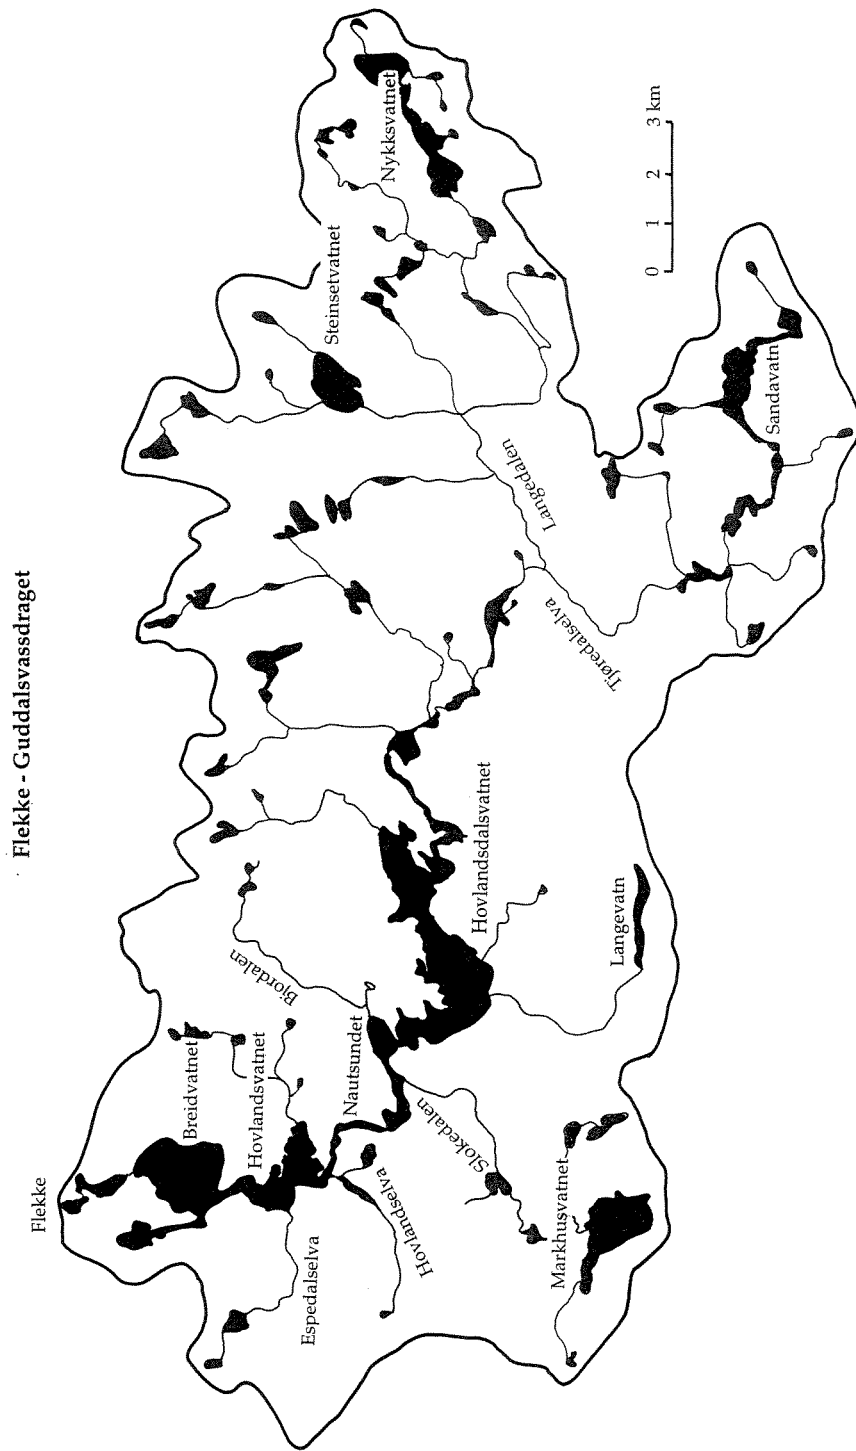 Flekke - Guddalsvassdraget
Flekke
Breidvatnet
Hovlandsvatnet
Espedalselva
Nautsundet
Hovlandselva
Bjordalen
Slokedalen
Markhusvatnet
Hovlandsdalsvatnet
Langevatn
Tjøredalselva
Langedalen
Steinsetvatnet
Nykksvatnet
Sandavatn
0 1 2 3 km